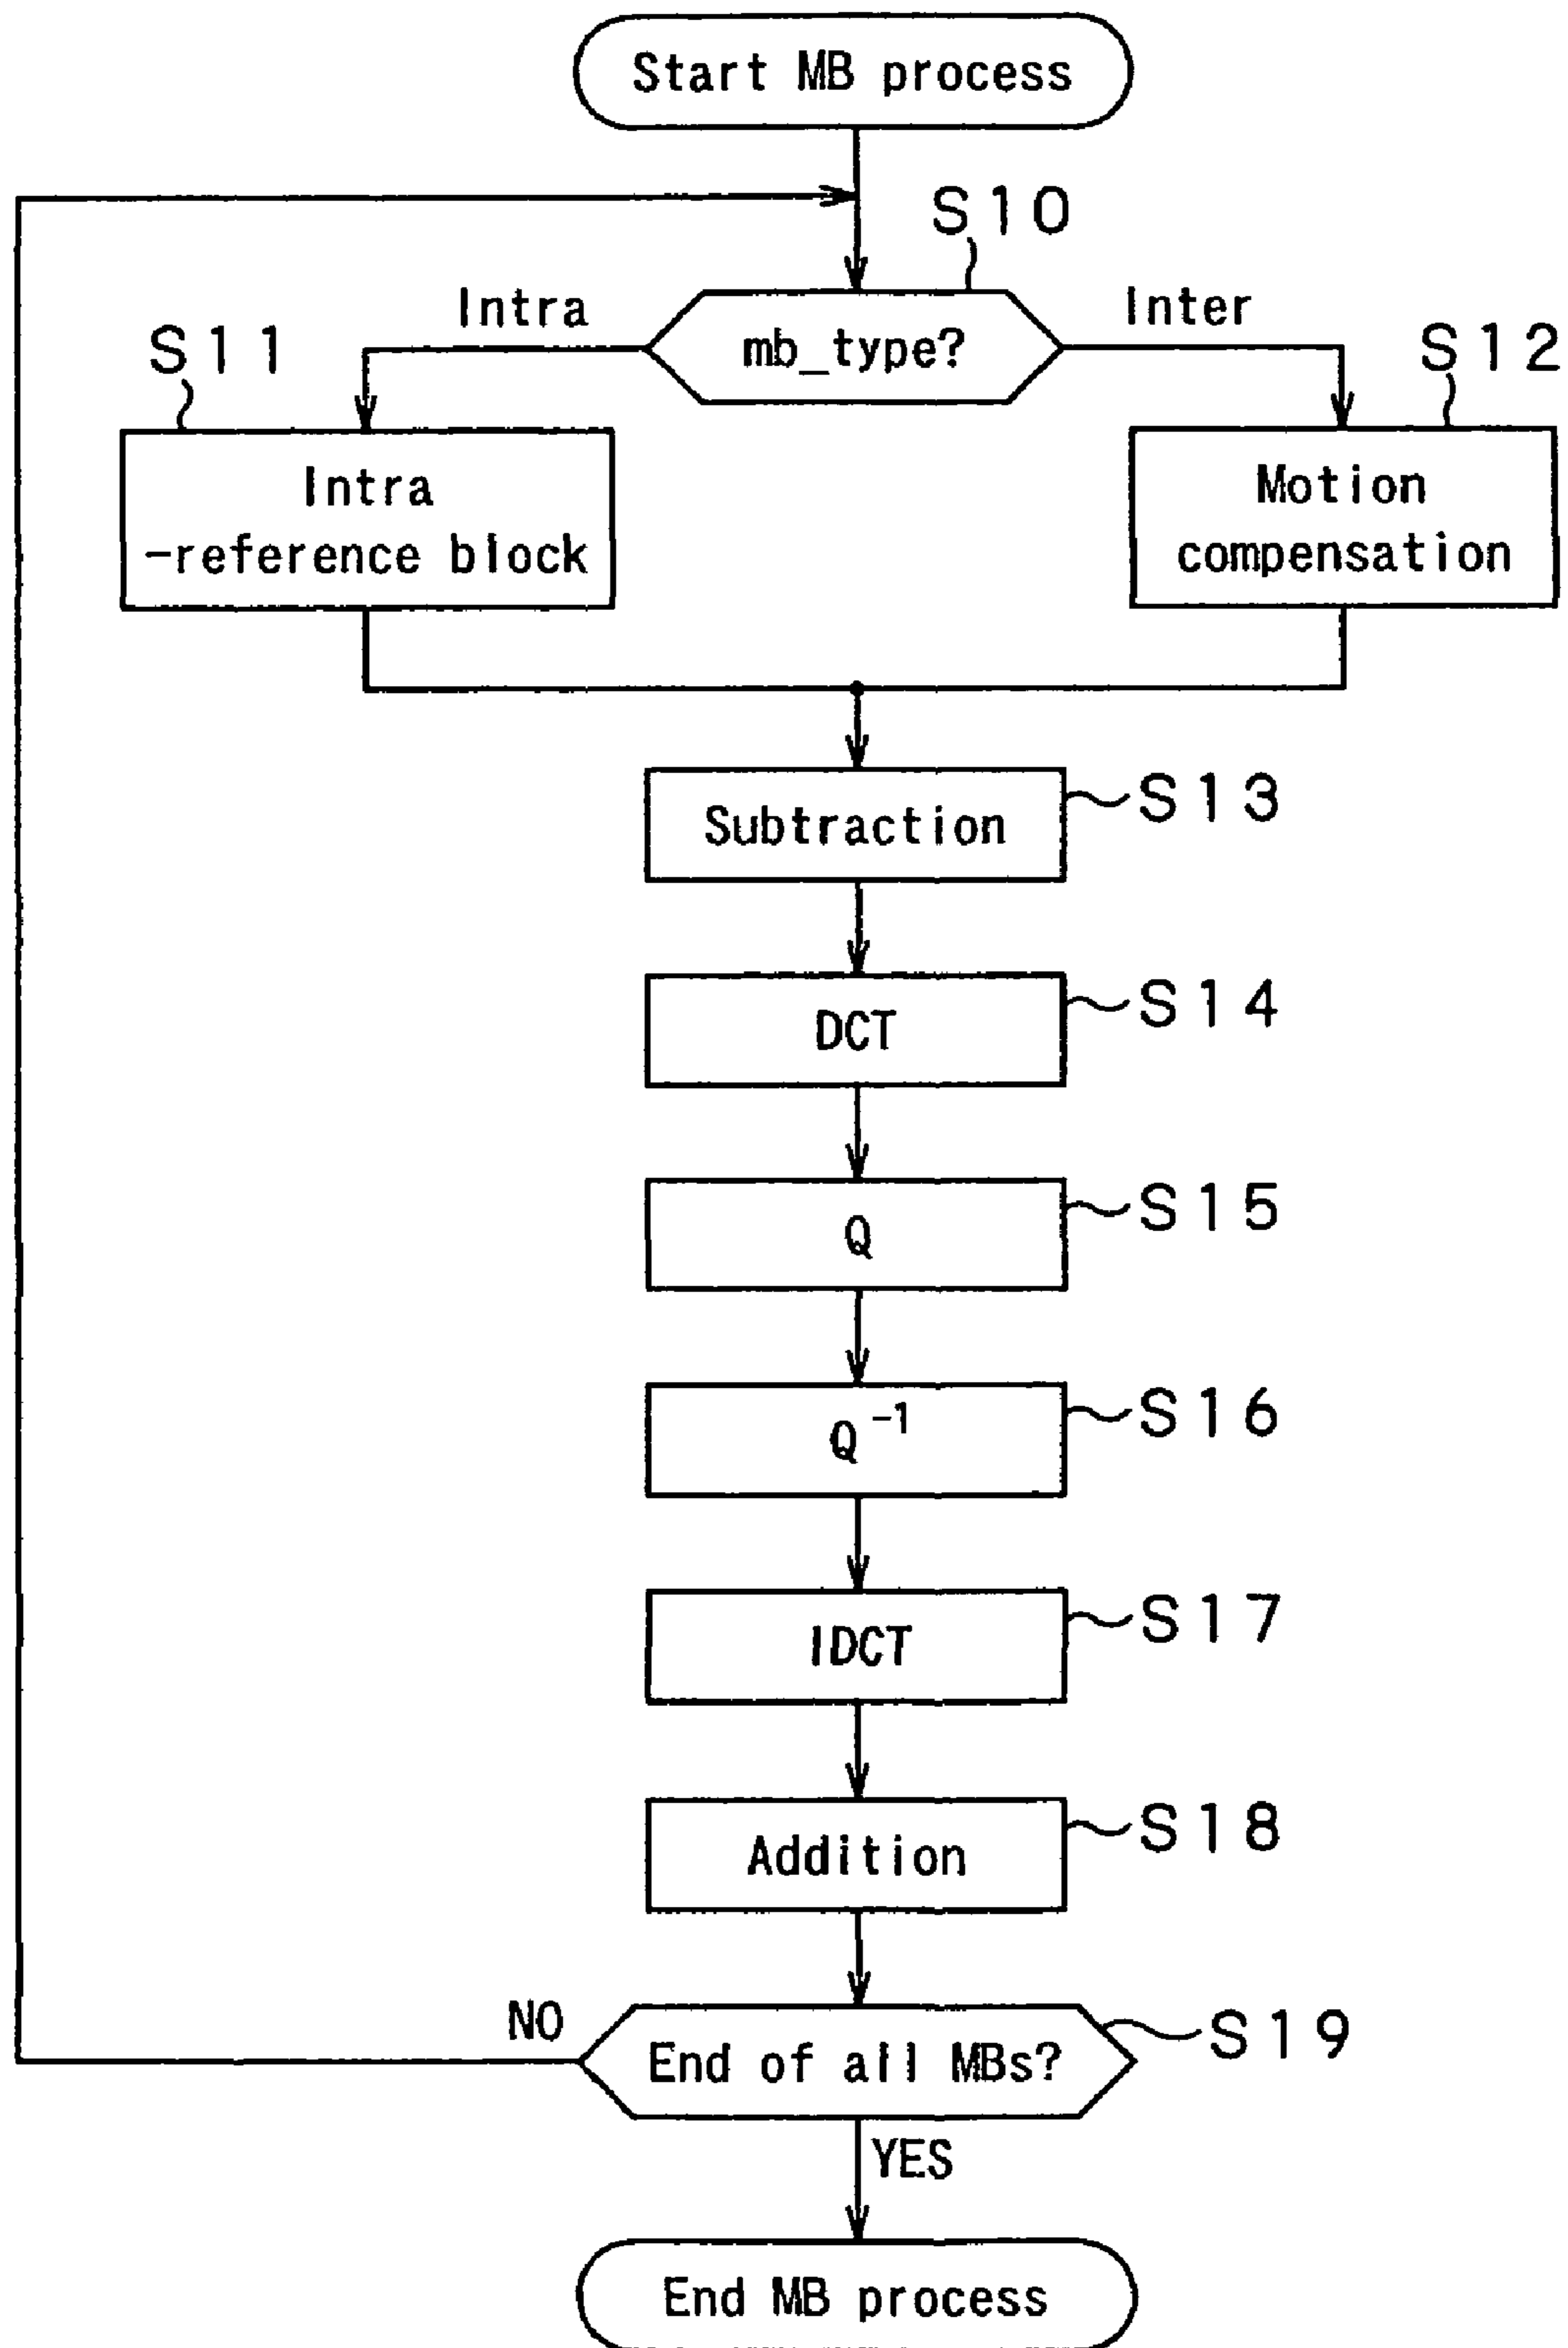 Start MB process
S10
Intra
mb_type?
Inter
S11
S12
Intra
-reference block
Motion
compensation
Subtraction
S13
DCT
S14
Q
S15
Q⁻¹
S16
IDCT
S17
Addition
S18
NO
End of all MBs?
S19
YES
End MB process